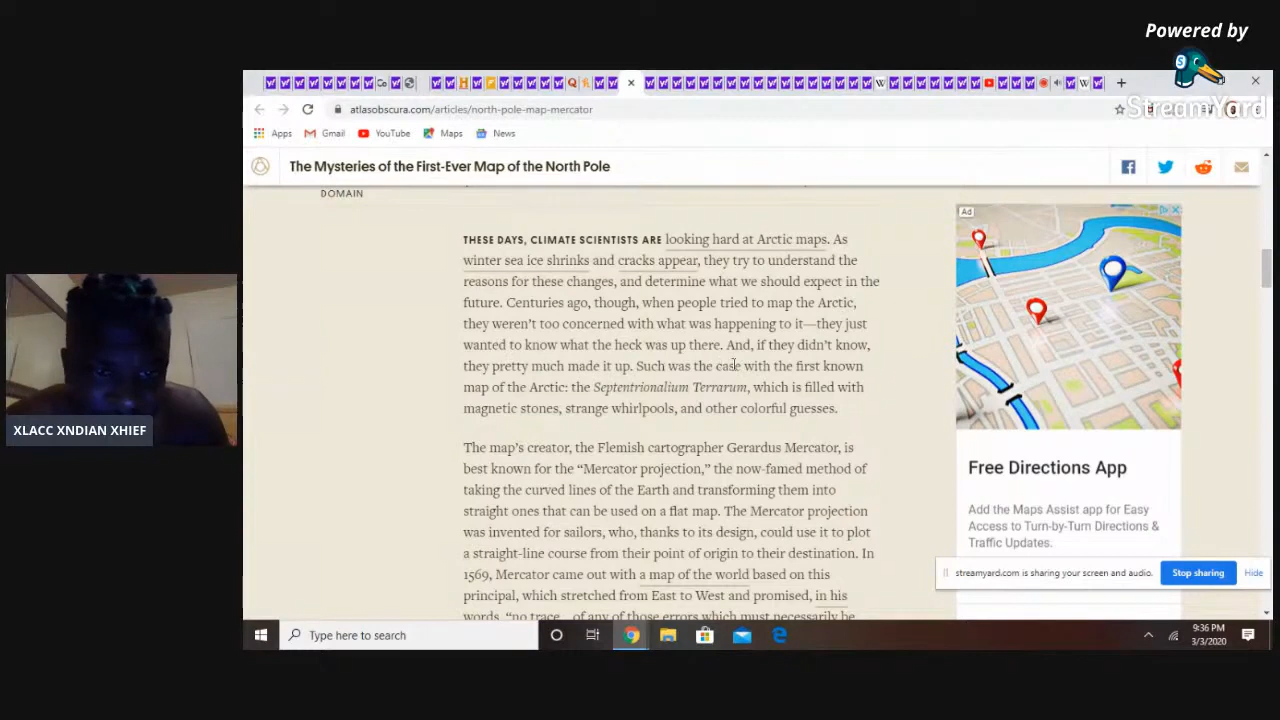 Powered by
StreamYard
atlasobscura.com/articles/north-pole-map-mercator
Apps Gmail YouTube Maps News
The Mysteries of the First-Ever Map of the North Pole
DOMAIN
THESE DAYS, CLIMATE SCIENTISTS ARE looking hard at Arctic maps. As
winter sea ice shrinks and cracks appear, they try to understand the
reasons for these changes, and determine what we should expect in the
future. Centuries ago, though, when people tried to map the Arctic,
they weren't too concerned with what was happening to it—they just
wanted to know what the heck was up there. And, if they didn't know,
they pretty much made it up. Such was the case with the first known
map of the Arctic: the Septentrionalium Terrarum, which is filled with
magnetic stones, strange whirlpools, and other colorful guesses.
The map's creator, the Flemish cartographer Gerardus Mercator, is
best known for the "Mercator projection," the now-famed method of
taking the curved lines of the Earth and transforming them into
straight ones that can be used on a flat map. The Mercator projection
was invented for sailors, who, thanks to its design, could use it to plot
a straight-line course from their point of origin to their destination. In
1569, Mercator came out with a map of the world based on this
principal, which stretched from East to West and promised, in his
words, "no trace... of any of those errors which must necessarily be
Ad
Free Directions App
Add the Maps Assist app for Easy
Access to Turn-by-Turn Directions &
Traffic Updates.
streamyard.com is sharing your screen and audio. Stop sharing Hide
XLACC XNDIAN XHIEF
Type here to search
9:36 PM
3/3/2020